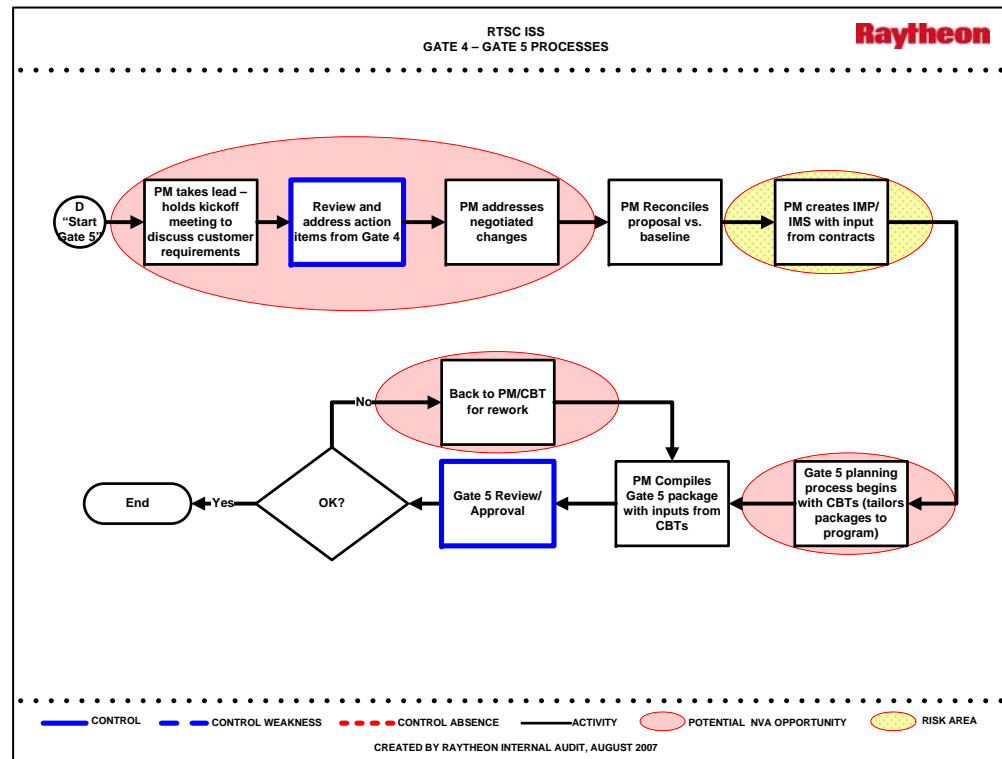 RTSC ISS
GATE 4 – GATE 5 PROCESSES
Raytheon
D
“Start
Gate 5”
PM takes lead –
holds kickoff
meeting to
discuss customer
requirements
Review and
address action
items from Gate 4
PM addresses
negotiated
changes
PM Reconciles
proposal vs.
baseline
PM creates IMP/
IMS with input
from contracts
No
Back to PM/CBT
for rework
End
Yes
OK?
Gate 5 Review/
Approval
PM Compiles
Gate 5 package
with inputs from
CBTs
Gate 5 planning
process begins
with CBTs (tailors
packages to
program)
CONTROL
CONTROL WEAKNESS
CONTROL ABSENCE
ACTIVITY
POTENTIAL NVA OPPORTUNITY
RISK AREA
CREATED BY RAYTHEON INTERNAL AUDIT, AUGUST 2007